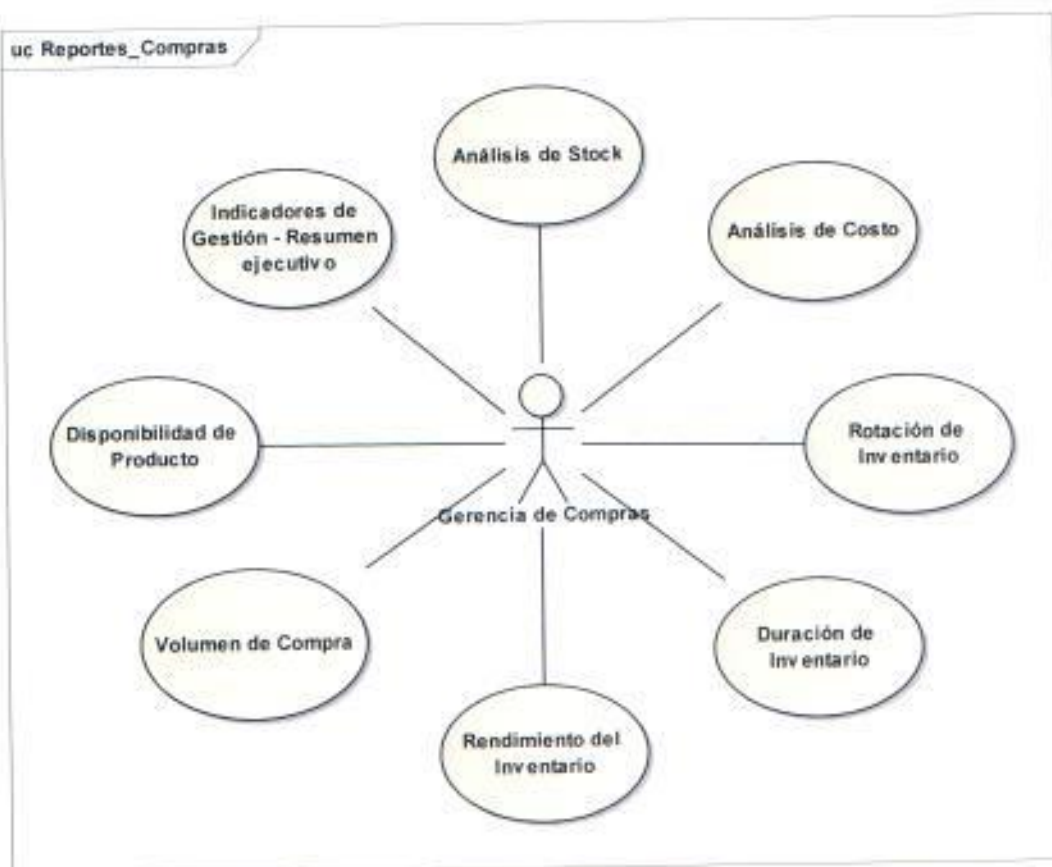 uc Reportes_Compras
Análisis de Stock
Indicadores de
Gestión - Resumen
ejecutivo
Análisis de Costo
Disponibilidad de
Producto
Rotación de
Inventario
Gerencia de Compras
Volumen de Compra
Duración de
Inventario
Rendimiento del
Inventario